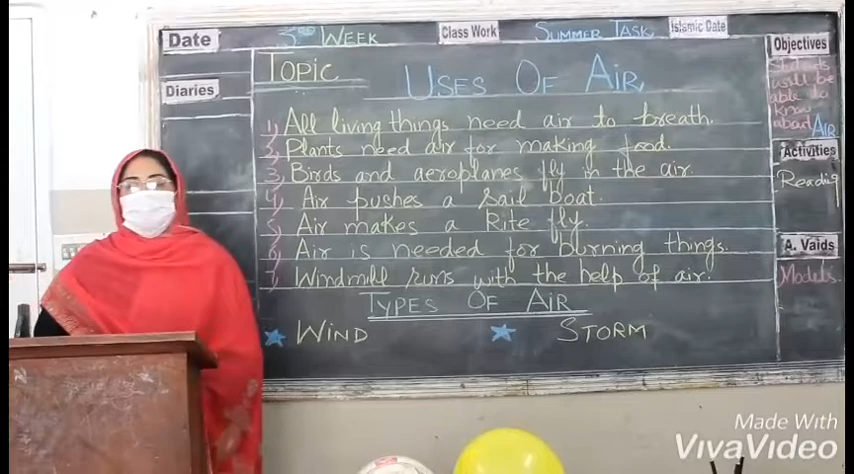 Date
3RD WEEK
Class Work
SUMMER TASK
Islamic Date
Diaries
TOPIC
USES OF AIR
1, All living things need air to breath.
2, Plants need air for making food.
3, Birds and aeroplanes fly in the air.
4, Air pushes a sail boat.
5, Air makes a kite fly.
6, Air is needed for burning things.
7, Windmill runs with the help of air.
TYPES OF AIR
★ WIND
★ STORM
Objectives
Students
will be
able to
know
about AIR
Activities
Reading
A. Vaids
Models.
Made With
VivaVideo